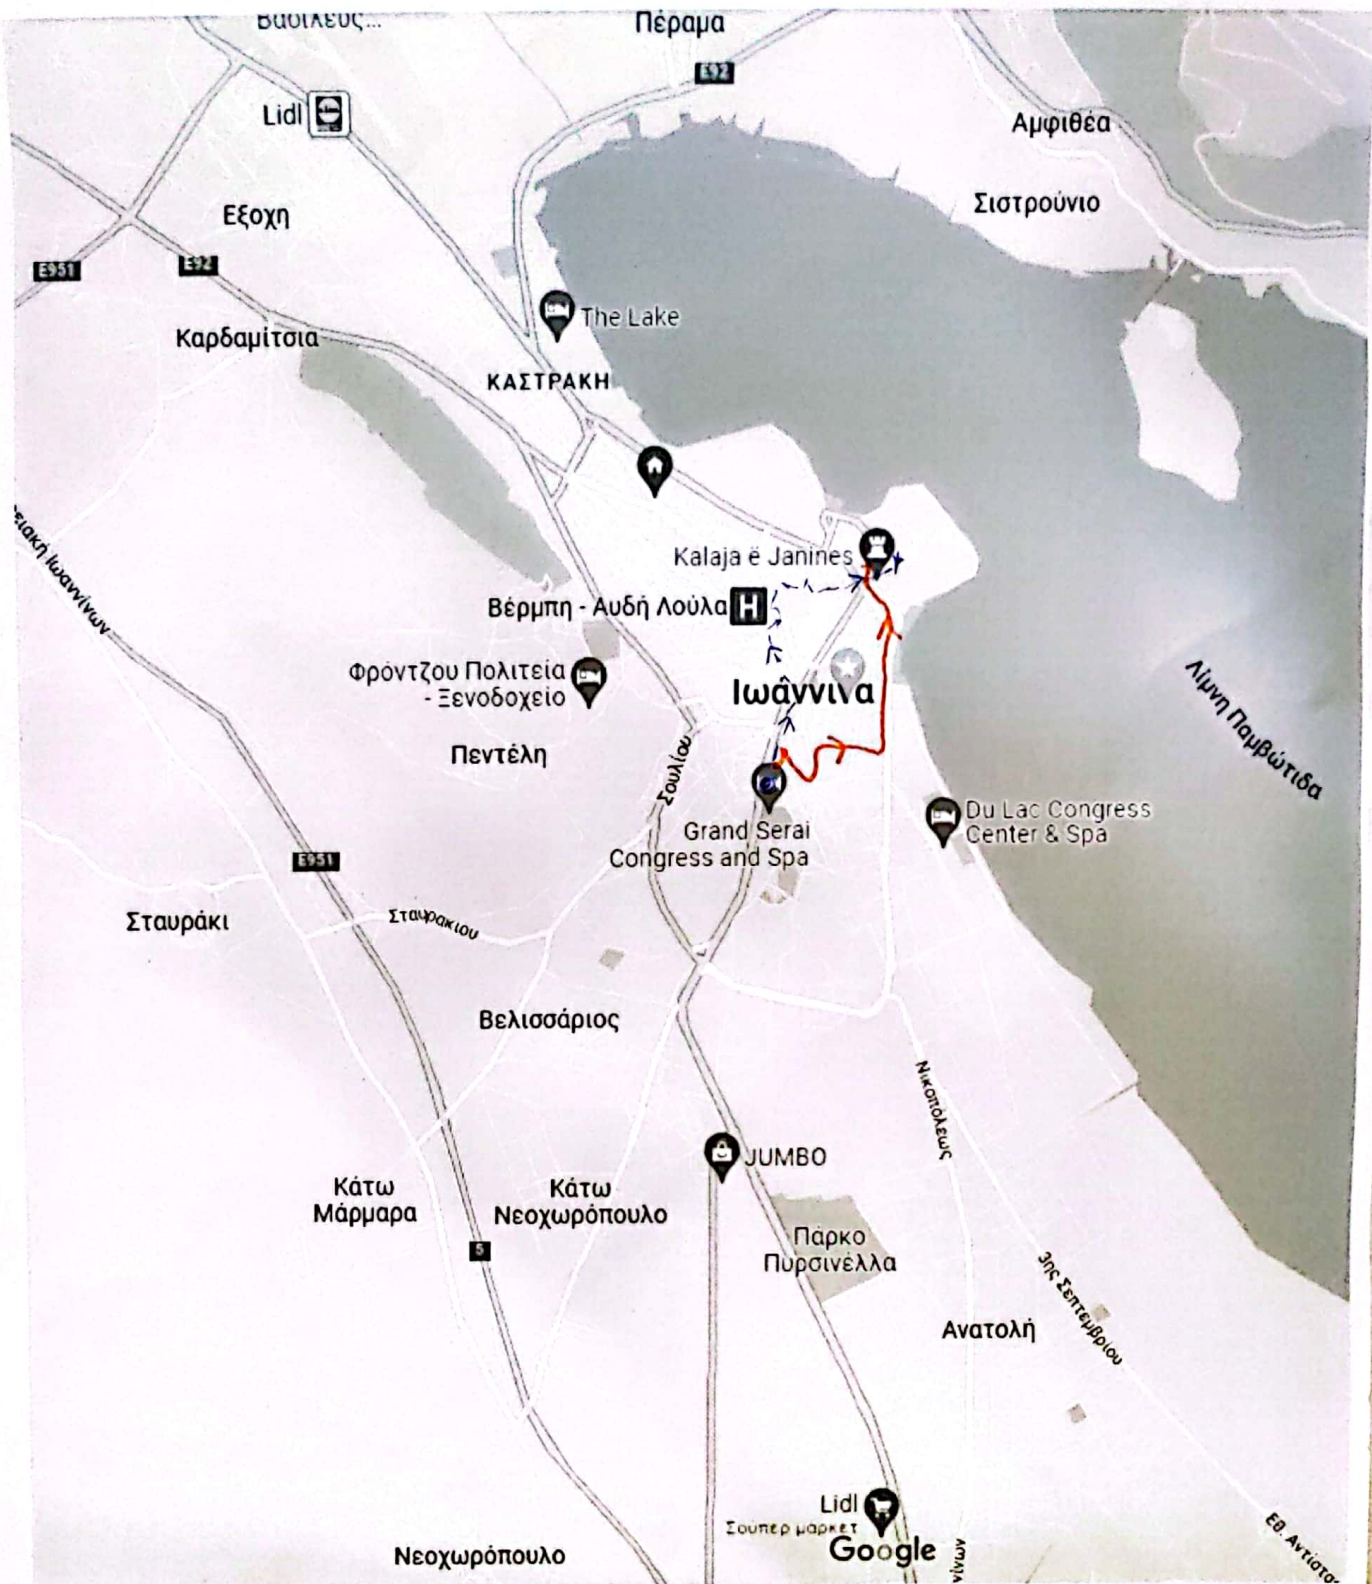 Πέραμα
E92
Lidl
Αμφιθέα
Σιστρούνιο
Εξοχη
E951
E92
The Lake
Καρδαμίτσια
ΚΑΣΤΡΑΚΗ
Kalaja e Janines
Βέρμπη - Αυδή Λούλα
H
Φρόντζου Πολιτεία
- Ξενοδοχείο
Ιωάννινα
Λίμνη Παμβώτιδα
Πεντέλη
Σουλίου
Du Lac Congress
Center & Spa
Grand Serai
Congress and Spa
E951
Σταυράκι
Σταυρακίου
Βελισσάριος
Νικοπόλεως
JUMBO
Κάτω
Μάρμαρα
Κάτω
Νεοχωρόπουλο
5
Πάρκο
Πυρσινέλλα
3ης Σεπτεμβρίου
Ανατολή
Lidl
Σούπερ μάρκετ
Google
Νεοχωρόπουλο